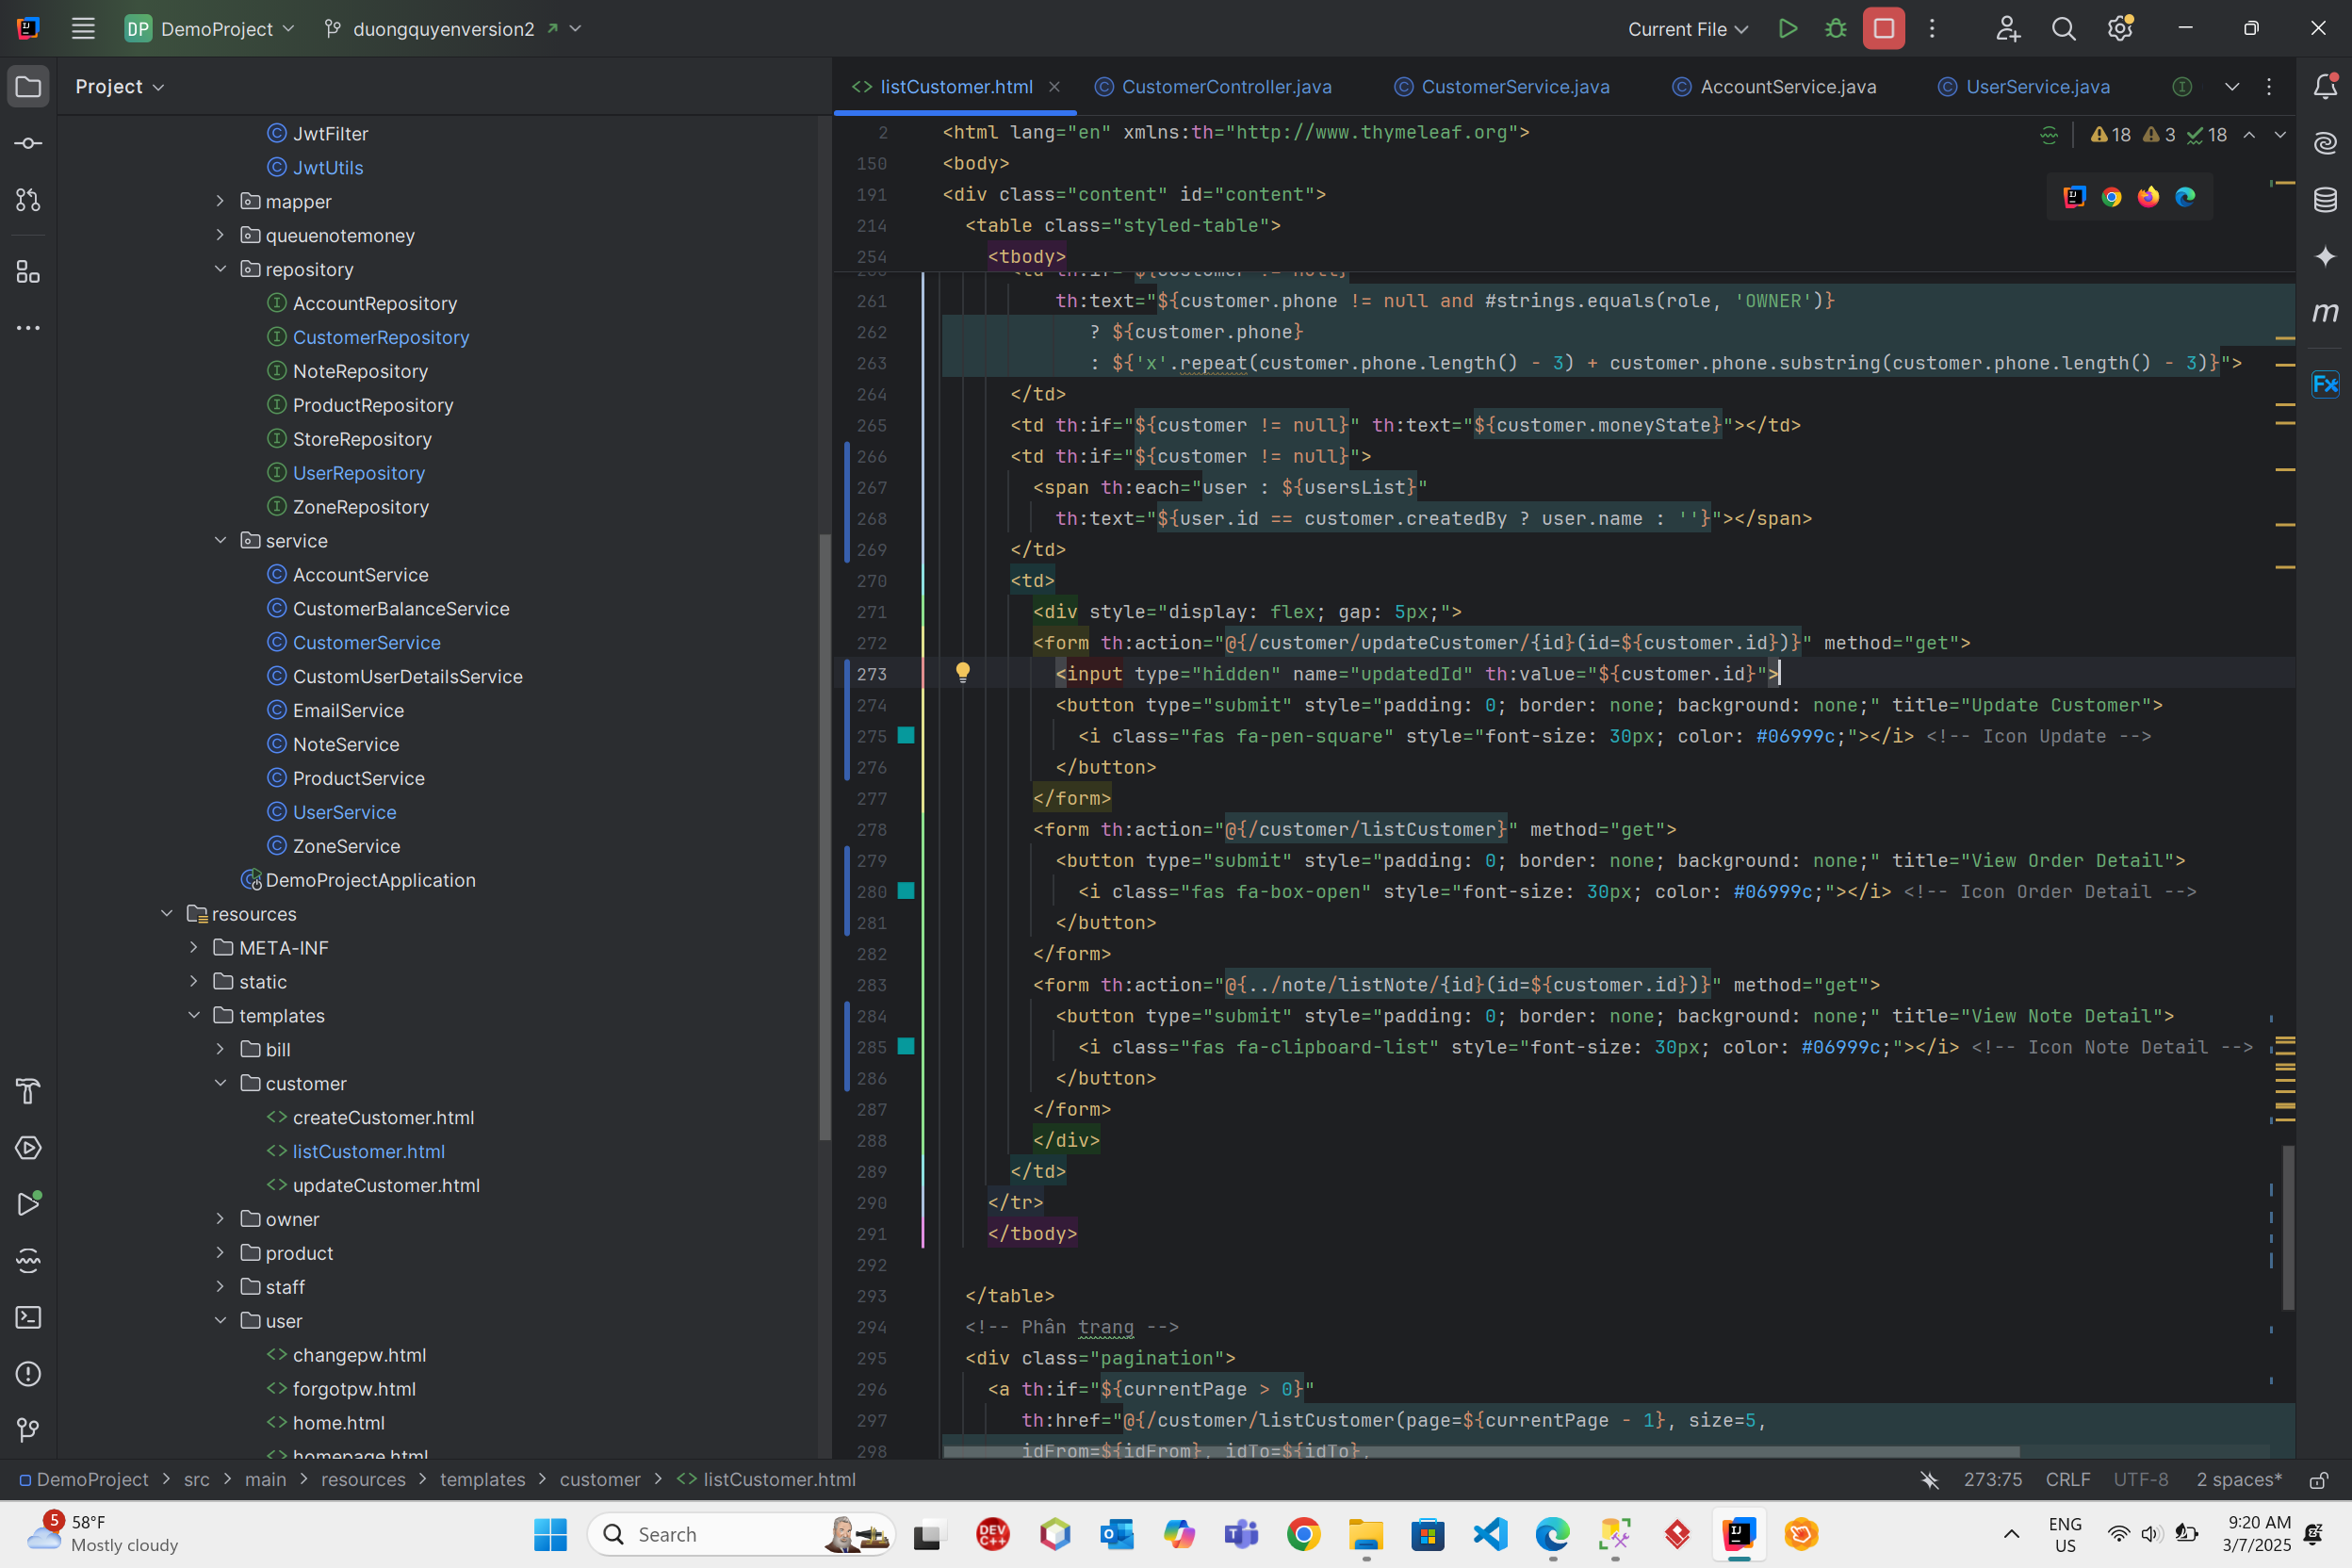 DP DemoProject duongquyenversion2 Current File
Project
JwtFilter
JwtUtils
mapper
queuenotemoney
repository
AccountRepository
CustomerRepository
NoteRepository
ProductRepository
StoreRepository
UserRepository
ZoneRepository
service
AccountService
CustomerBalanceService
CustomerService
CustomUserDetailsService
EmailService
NoteService
ProductService
UserService
ZoneService
DemoProjectApplication
resources
META-INF
static
templates
bill
customer
createCustomer.html
listCustomer.html
updateCustomer.html
owner
product
staff
user
changepw.html
forgotpw.html
home.html
homepage.html
listCustomer.html CustomerController.java CustomerService.java AccountService.java UserService.java
18 3 18
2 <html lang="en" xmlns:th="http://www.thymeleaf.org">
150 <body>
191 <div class="content" id="content">
214 <table class="styled-table">
254 <tbody>
260 <td th:if="${customer != null}"
261 th:text="${customer.phone != null and #strings.equals(role, 'OWNER')}
262 ? ${customer.phone}
263 : ${'x'.repeat(customer.phone.length() - 3) + customer.phone.substring(customer.phone.length() - 3)}">
264 </td>
265 <td th:if="${customer != null}" th:text="${customer.moneyState}"></td>
266 <td th:if="${customer != null}">
267 <span th:each="user : ${usersList}"
268 th:text="${user.id == customer.createdBy ? user.name : ''}"></span>
269 </td>
270 <td>
271 <div style="display: flex; gap: 5px;">
272 <form th:action="@{/customer/updateCustomer/{id}(id=${customer.id})}" method="get">
273 <input type="hidden" name="updatedId" th:value="${customer.id}">
274 <button type="submit" style="padding: 0; border: none; background: none;" title="Update Customer">
275 <i class="fas fa-pen-square" style="font-size: 30px; color: #06999c;"></i> <!-- Icon Update -->
276 </button>
277 </form>
278 <form th:action="@{/customer/listCustomer}" method="get">
279 <button type="submit" style="padding: 0; border: none; background: none;" title="View Order Detail">
280 <i class="fas fa-box-open" style="font-size: 30px; color: #06999c;"></i> <!-- Icon Order Detail -->
281 </button>
282 </form>
283 <form th:action="@{../note/listNote/{id}(id=${customer.id})}" method="get">
284 <button type="submit" style="padding: 0; border: none; background: none;" title="View Note Detail">
285 <i class="fas fa-clipboard-list" style="font-size: 30px; color: #06999c;"></i> <!-- Icon Note Detail -->
286 </button>
287 </form>
288 </div>
289 </td>
290 </tr>
291 </tbody>
292
293 </table>
294 <!-- Phân trang -->
295 <div class="pagination">
296 <a th:if="${currentPage > 0}"
297 th:href="@{/customer/listCustomer(page=${currentPage - 1}, size=5,
298 idFrom=${idFrom}, idTo=${idTo},
DemoProject > src > main > resources > templates > customer > listCustomer.html 273:75 CRLF UTF-8 2 spaces*
5 58°F
Mostly cloudy
Search
DEV C++
ENG
US
9:20 AM
3/7/2025